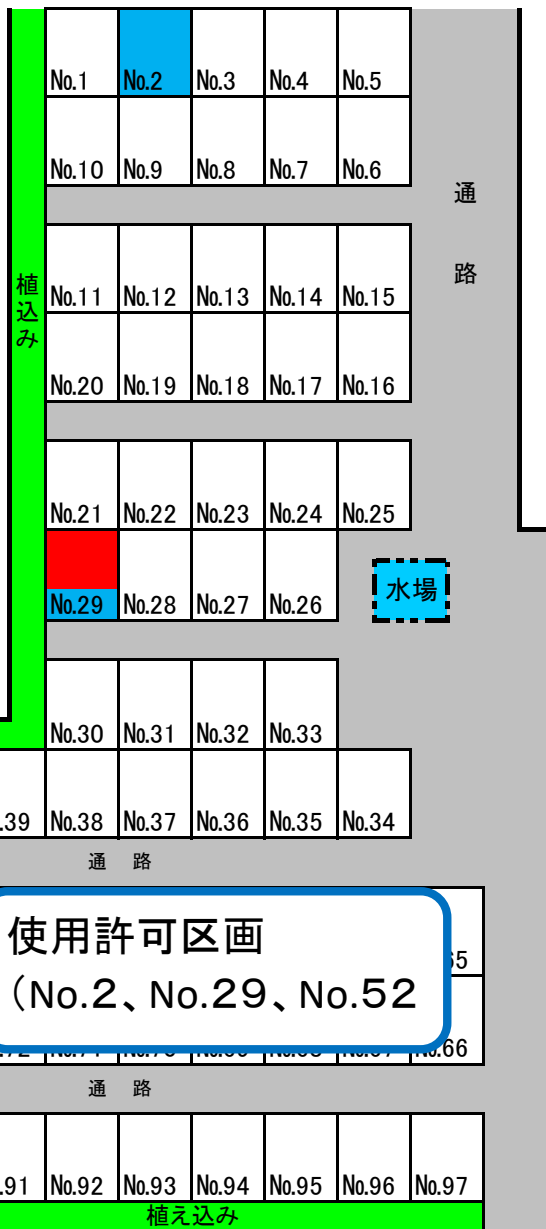 No.1 No.2 No.3 No.4 No.5
No.10 No.9 No.8 No.7 No.6
通路
植込み
No.11 No.12 No.13 No.14 No.15
No.20 No.19 No.18 No.17 No.16
No.21 No.22 No.23 No.24 No.25
No.29 No.28 No.27 No.26
水場
No.30 No.31 No.32 No.33
.39 No.38 No.37 No.36 No.35 No.34
通 路
使用許可区画
(No.2、No.29、No.52
65
No.66
通 路
.91 No.92 No.93 No.94 No.95 No.96 No.97
植え込み